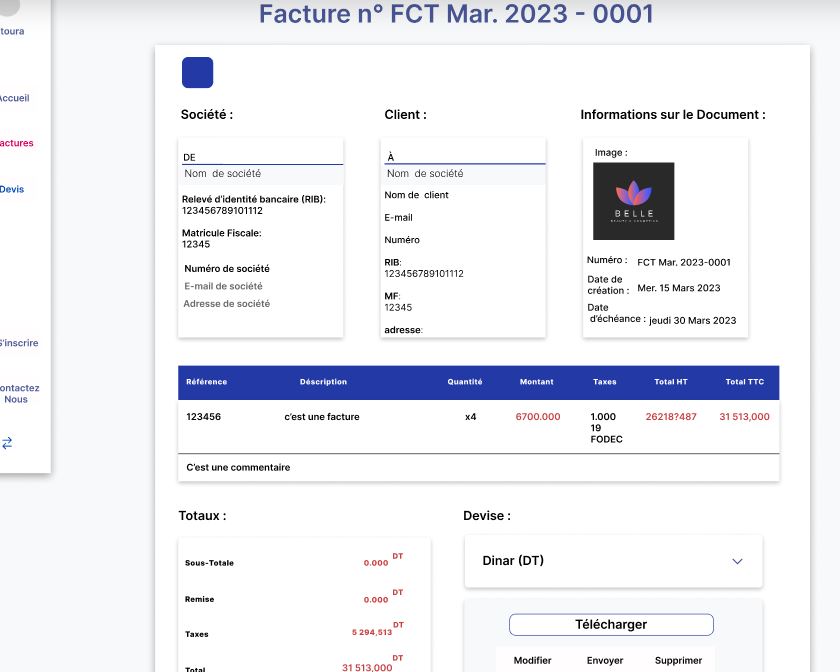 Facture n° FCT Mar. 2023 - 0001
toura
Accueil
actures
Devis
S'inscrire
ontactez
Nous
Société :
DE
Nom de société
Relevé d'identité bancaire (RIB):
123456789101112
Matricule Fiscale:
12345
Numéro de société
E-mail de société
Adresse de société
Client :
À
Nom de société
Nom de client
E-mail
Numéro
RIB:
123456789101112
MF:
12345
adresse:
Informations sur le Document :
Image :
BELLE
Numéro : FCT Mar. 2023-0001
Date de
création : Mer. 15 Mars 2023
Date
d'échéance : jeudi 30 Mars 2023
Référence Déscription Quantité Montant Taxes Total HT Total TTC
123456 c'est une facture x4 6700.000 1.000 26218?487 31 513,000
19
FODEC
C'est une commentaire
Totaux :
Sous-Totale 0.000 DT
Remise 0.000 DT
Taxes 5 294,513 DT
Total 31 513,000 DT
Devise :
Dinar (DT)
Télécharger
Modifier Envoyer Supprimer